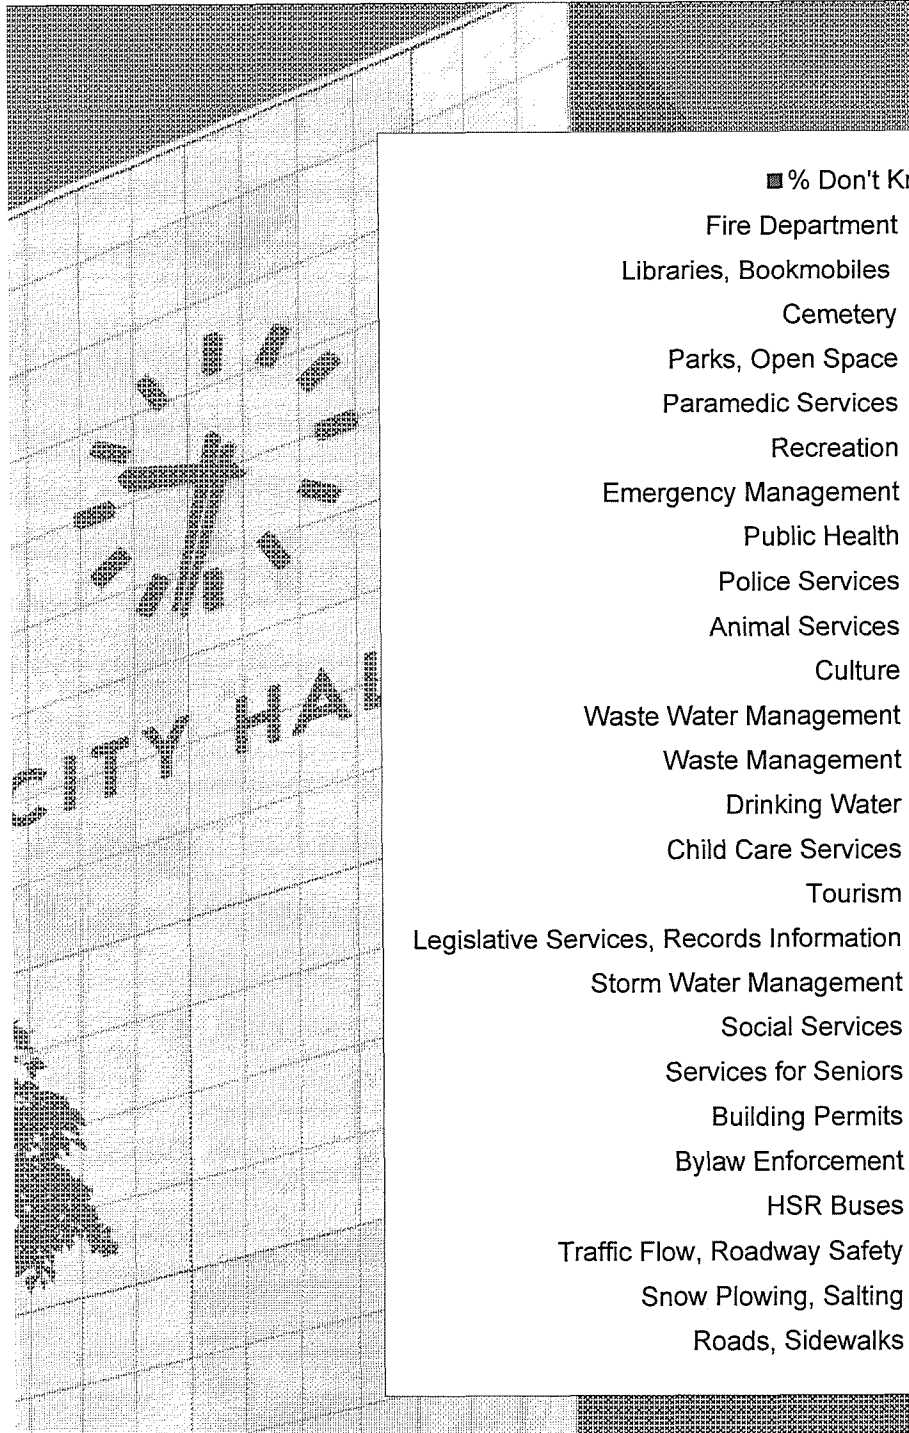 CITY HAL
% Don't Kn
Fire Department
Libraries, Bookmobiles
Cemetery
Parks, Open Space
Paramedic Services
Recreation
Emergency Management
Public Health
Police Services
Animal Services
Culture
Waste Water Management
Waste Management
Drinking Water
Child Care Services
Tourism
Legislative Services, Records Information
Storm Water Management
Social Services
Services for Seniors
Building Permits
Bylaw Enforcement
HSR Buses
Traffic Flow, Roadway Safety
Snow Plowing, Salting
Roads, Sidewalks